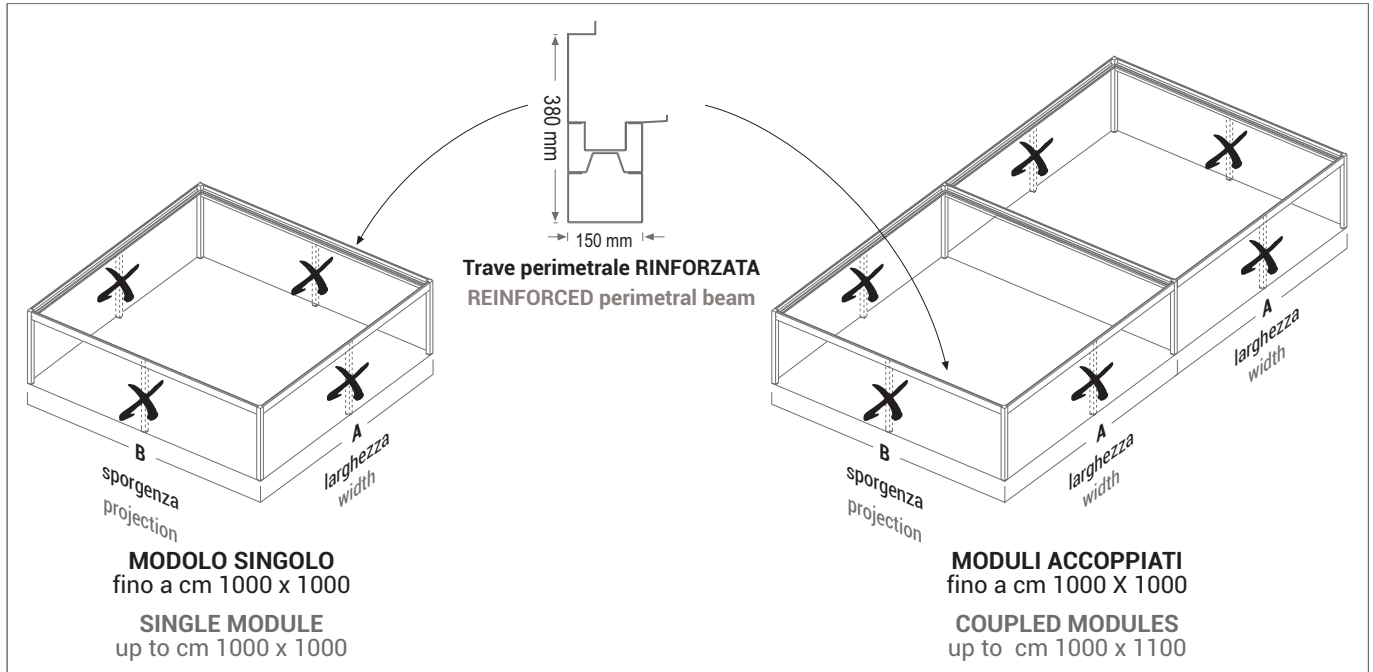 380 mm
150 mm
Trave perimetrale RINFORZATA
REINFORCED perimetral beam
B
sporgenza
projection
A
larghezza
width
MODOLO SINGOLO
fino a cm 1000 x 1000
SINGLE MODULE
up to cm 1000 x 1000
B
sporgenza
projection
A
larghezza
width
A
larghezza
width
MODULI ACCOPPIATI
fino a cm 1000 X 1000
COUPLED MODULES
up to cm 1000 x 1100